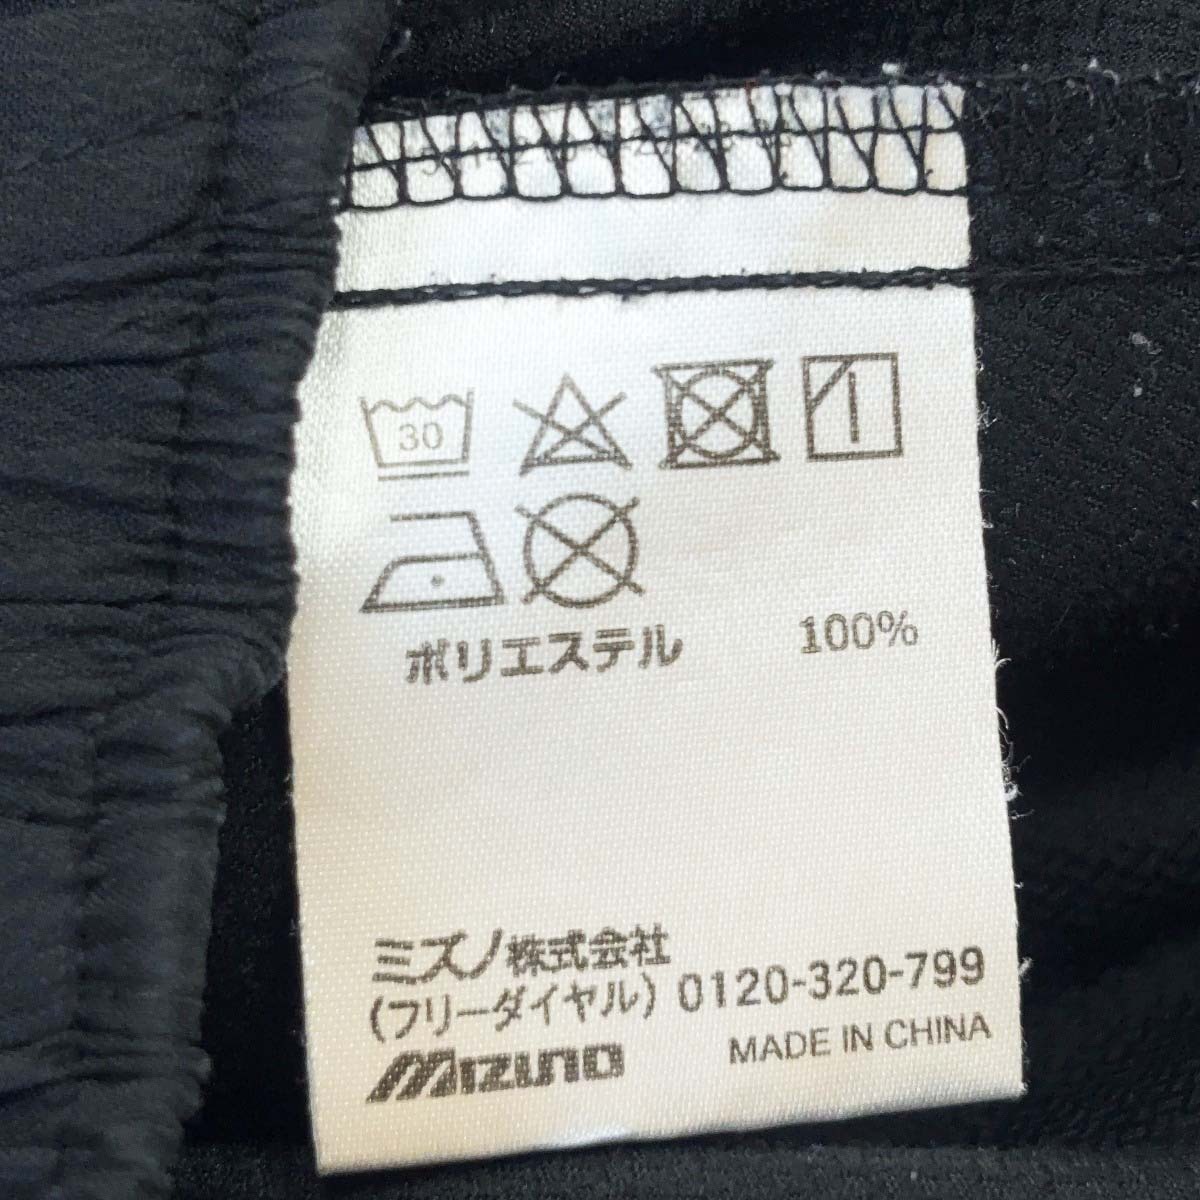 30
ポリエステル 100%
ミズノ株式会社
(フリーダイヤル) 0120-320-799
MIZUNO MADE IN CHINA